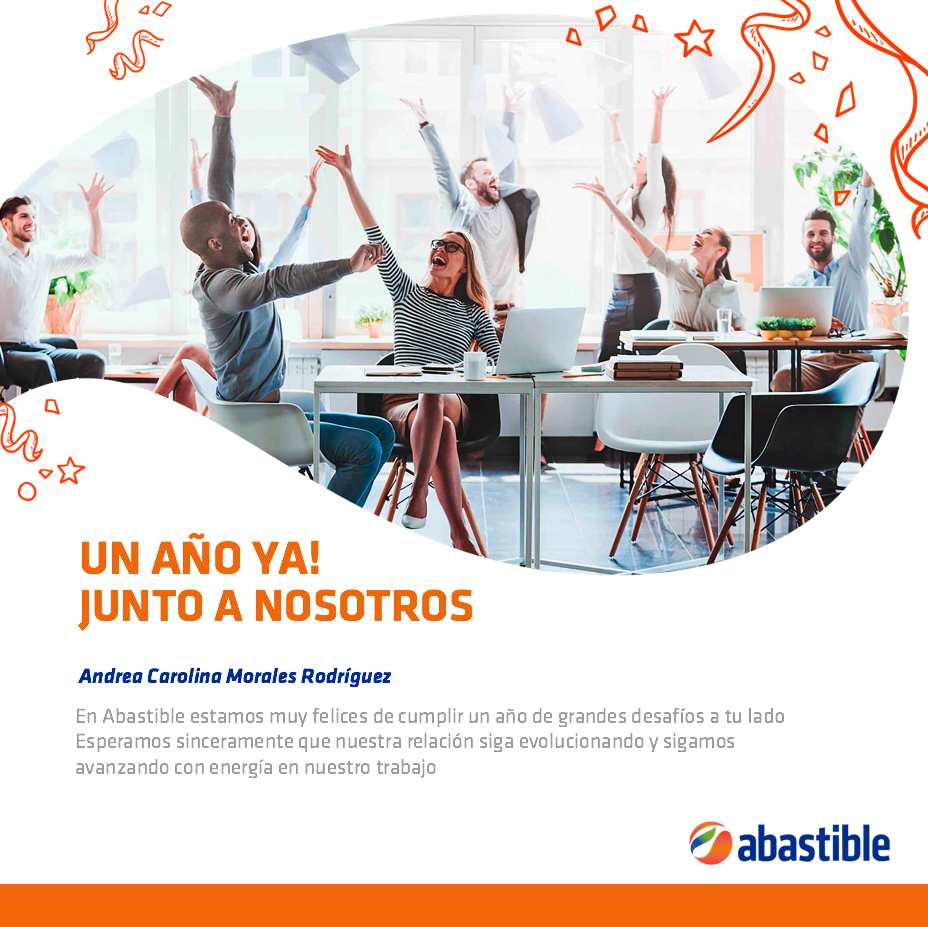 UN AÑO YA!
JUNTO A NOSOTROS
Andrea Carolina Morales Rodríguez
En Abastible estamos muy felices de cumplir un año de grandes desafíos a tu lado
Esperamos sinceramente que nuestra relación siga evolucionando y sigamos
avanzando con energía en nuestro trabajo
abastible